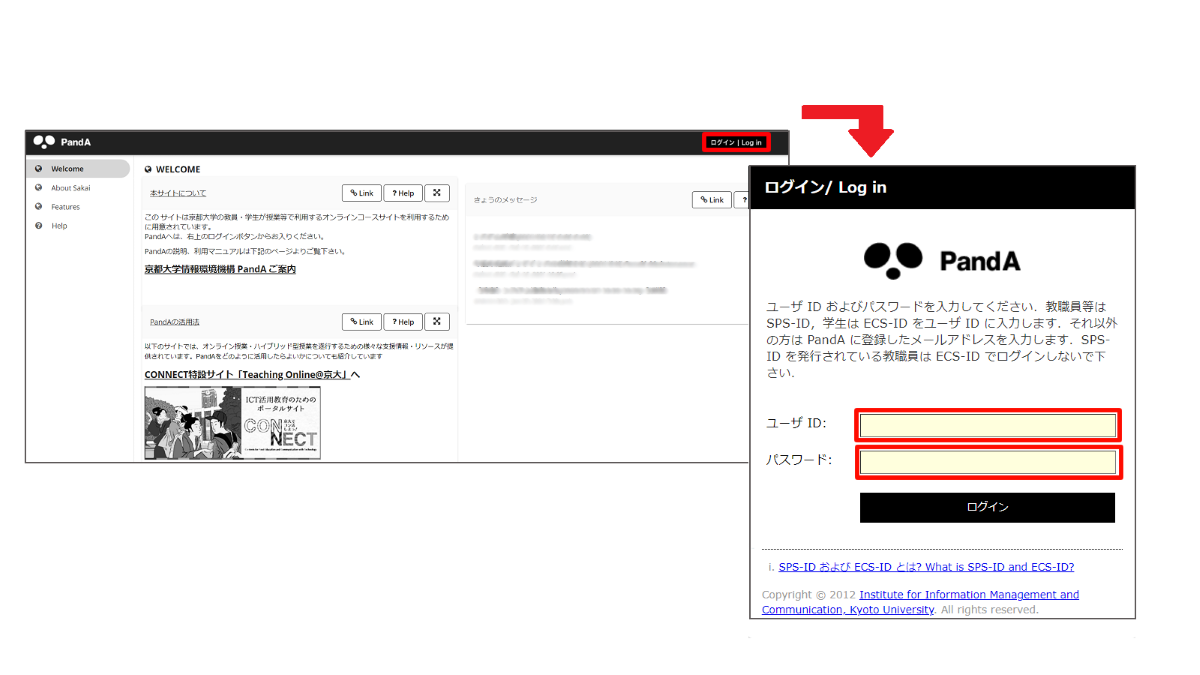 PandA
ログイン | Log in
Welcome
About Sakai
Features
Help
WELCOME
本サイトについて
Link
? Help
この サイトは京都大学の教員・学生が授業等で利用するオンラインコースサイトを利用するため
に用意されています。
PandAへは、右上のログインボタンからお入りください。
PandAの説明、利用マニュアルは下記のページよりご覧下さい。
京都大学情報環境機構 PandA ご案内
PandAの活用法
Link
? Help
以下のサイトでは、オンライン授業・ハイブリッド型授業を遂行するための様々な支援情報・リソースが提
供されています。PandAをどのように活用したらよいかについても紹介しています
CONNECT特設サイト「Teaching Online@京大」へ
ICT活用教育のための
ポータルサイト
CONNECT
きょうのメッセージ
Link
?
ログイン/ Log in
PandA
ユーザ ID およびパスワードを入力してください．教職員等は
SPS-ID，学生は ECS-ID をユーザ ID に入力します．それ以外
の方は PandA に登録したメールアドレスを入力します．SPS-
ID を発行されている教職員は ECS-ID でログインしないで下
さい．
ユーザ ID:
パスワード:
ログイン
i. SPS-ID および ECS-ID とは? What is SPS-ID and ECS-ID?
Copyright © 2012 Institute for Information Management and
Communication, Kyoto University. All rights reserved.